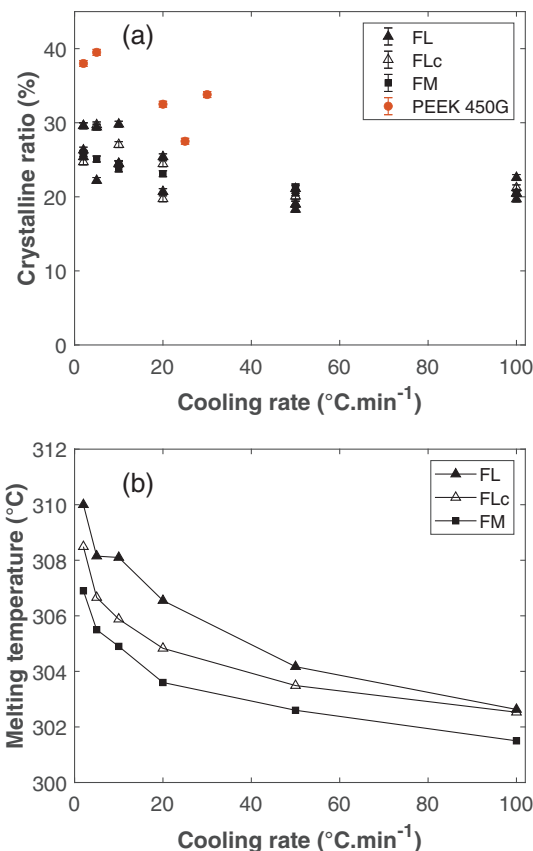 (a)
FL
FLc
FM
PEEK 450G
Crystalline ratio (%)
40
30
20
10
0
0 20 40 60 80 100
Cooling rate (°C.min⁻¹)
(b)
FL
FLc
FM
Melting temperature (°C)
312
310
308
306
304
302
300
0 20 40 60 80 100
Cooling rate (°C.min⁻¹)